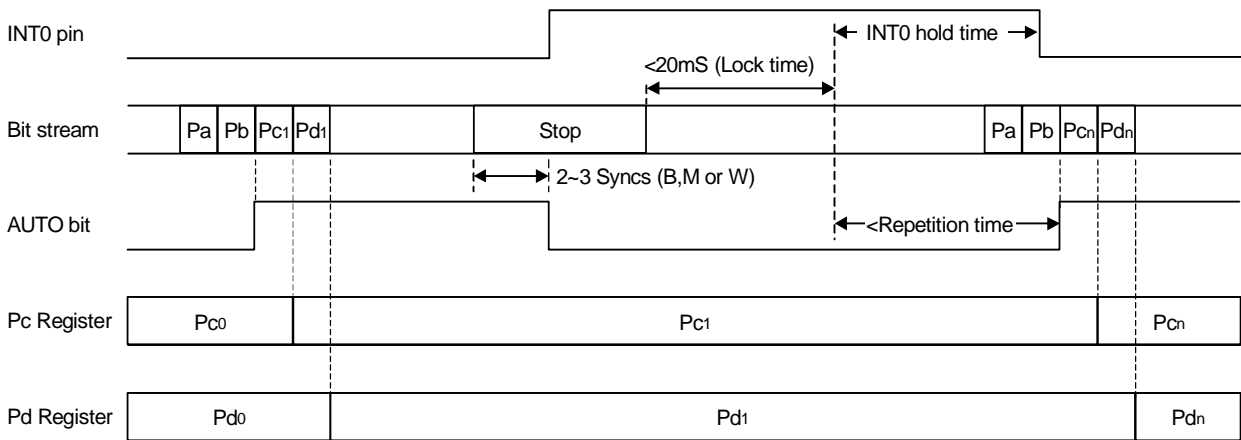 INT0 pin
INT0 hold time
<20mS (Lock time)
Bit stream
Pa Pb Pc1 Pd1 Stop Pa Pb Pcn Pdn
2~3 Syncs (B,M or W)
AUTO bit
<Repetition time
Pc Register Pc0 Pc1 Pcn
Pd Register Pd0 Pd1 Pdn